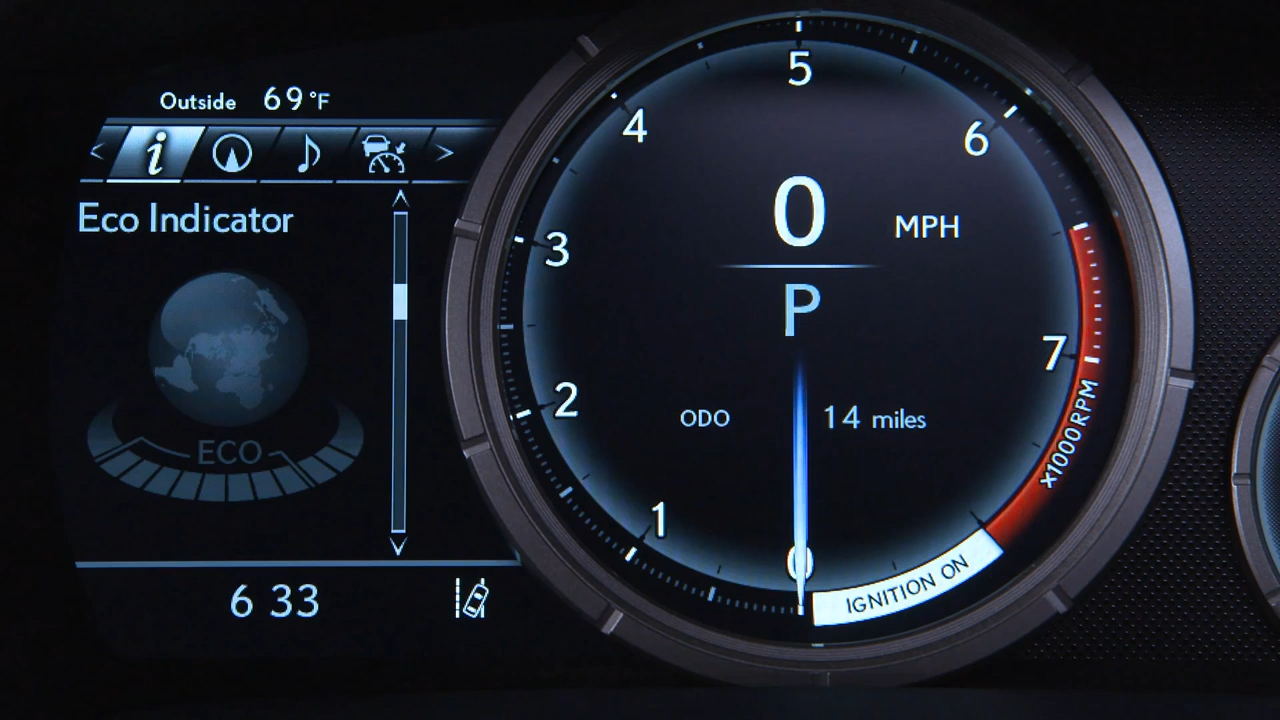 Outside 69°F
< i >
Eco Indicator
ECO
6 33
5
4
6
3
7
2
1
0
0 MPH
P
ODO 14 miles
x1000RPM
IGNITION ON